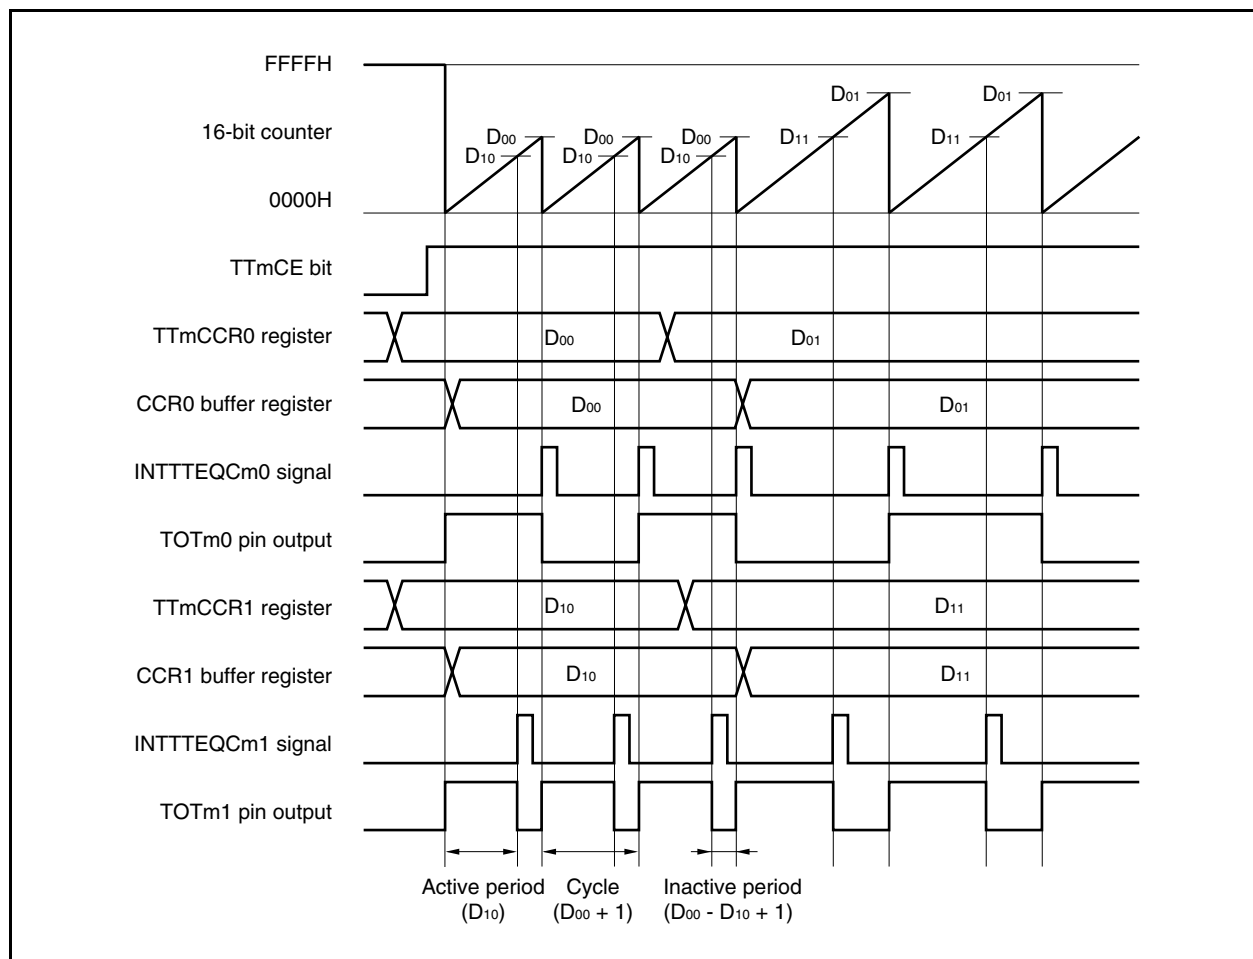 FFFFH
D01 D01
16-bit counter D00 D00 D00 D11 D11
D10 D10 D10
0000H
TTmCE bit
TTmCCR0 register D00 D01
CCR0 buffer register D00 D01
INTTTEQCm0 signal
TOTm0 pin output
TTmCCR1 register D10 D11
CCR1 buffer register D10 D11
INTTTEQCm1 signal
TOTm1 pin output
Active period Cycle Inactive period
(D10) (D00 + 1) (D00 - D10 + 1)